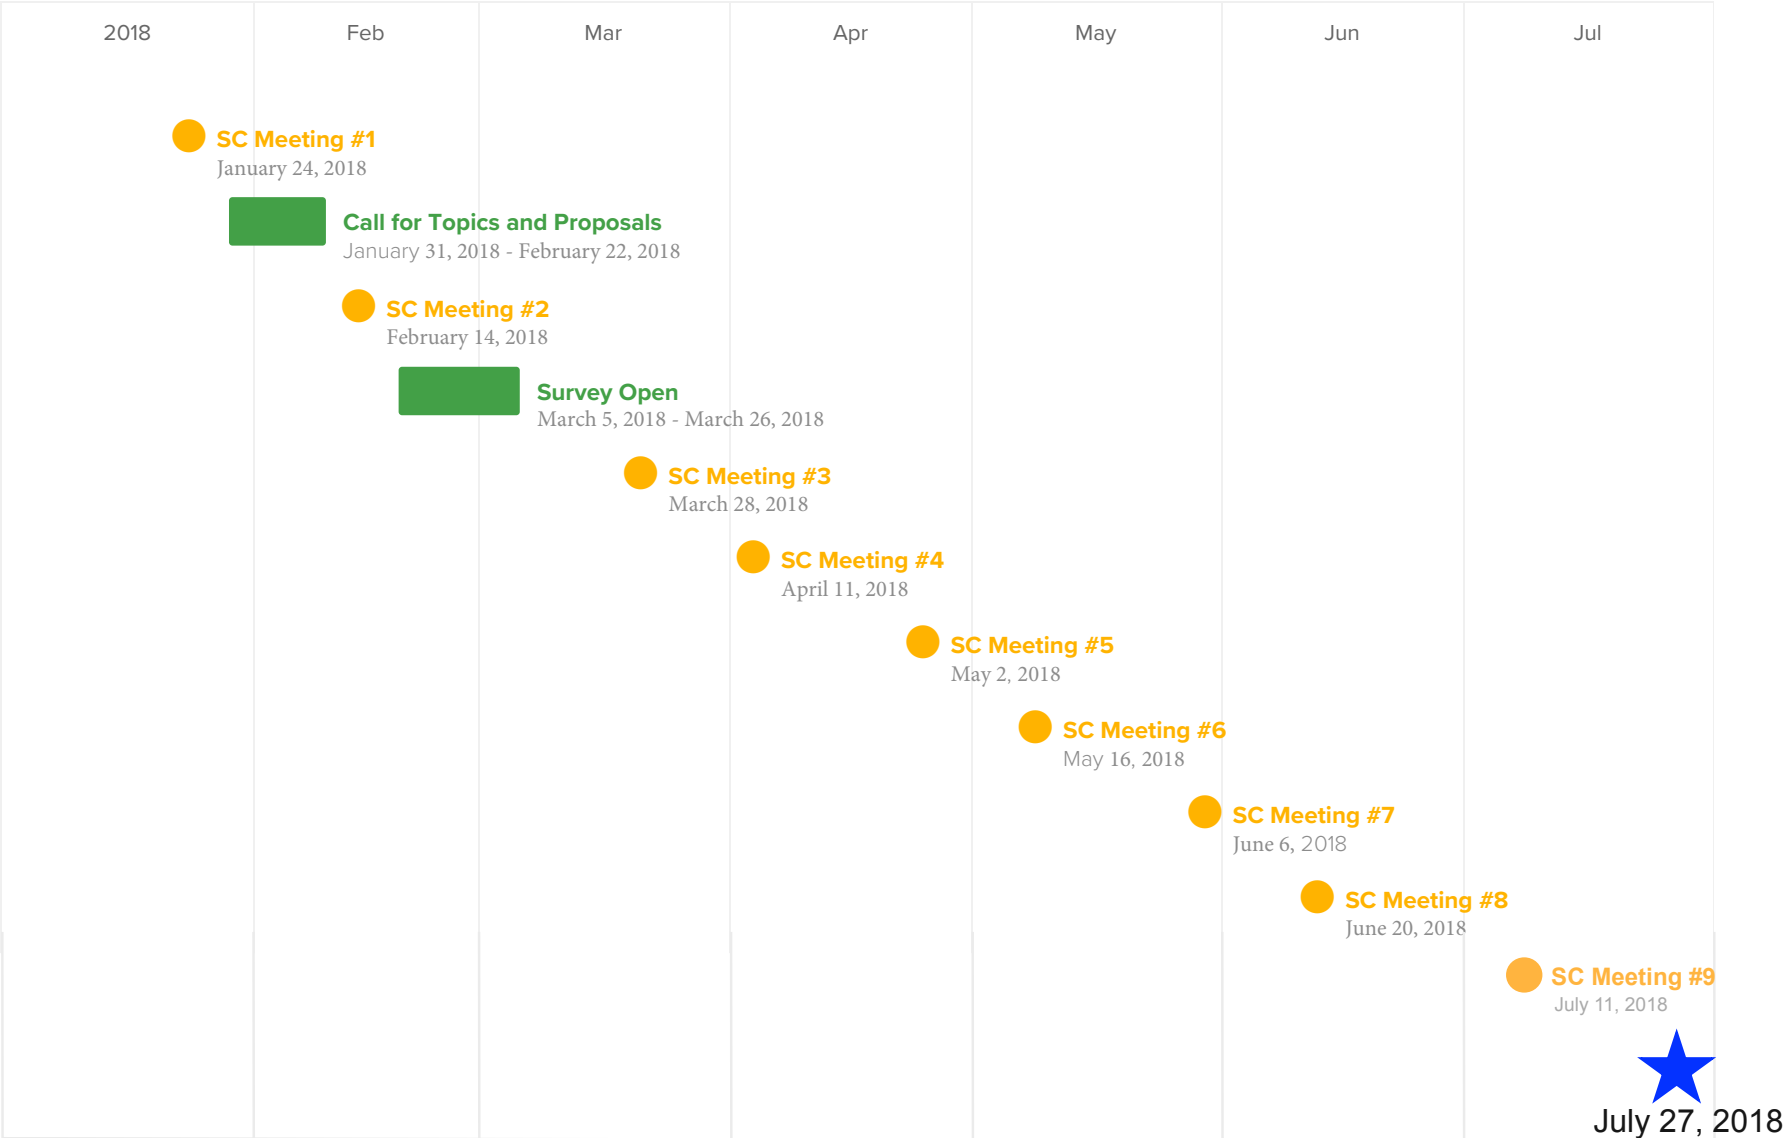 2018 Feb Mar Apr May Jun Jul
SC Meeting #1
January 24, 2018
Call for Topics and Proposals
January 31, 2018 - February 22, 2018
SC Meeting #2
February 14, 2018
Survey Open
March 5, 2018 - March 26, 2018
SC Meeting #3
March 28, 2018
SC Meeting #4
April 11, 2018
SC Meeting #5
May 2, 2018
SC Meeting #6
May 16, 2018
SC Meeting #7
June 6, 2018
SC Meeting #8
June 20, 2018
SC Meeting #9
July 11, 2018
July 27, 2018